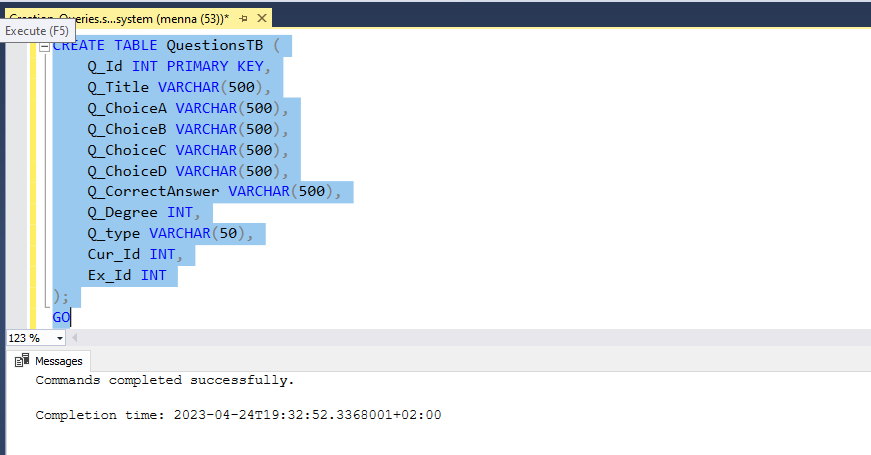 Creation_Queries.s...system (menna (53))*
Execute (F5)
CREATE TABLE QuestionsTB (
Q_Id INT PRIMARY KEY,
Q_Title VARCHAR(500),
Q_ChoiceA VARCHAR(500),
Q_ChoiceB VARCHAR(500),
Q_ChoiceC VARCHAR(500),
Q_ChoiceD VARCHAR(500),
Q_CorrectAnswer VARCHAR(500),
Q_Degree INT,
Q_type VARCHAR(50),
Cur_Id INT,
Ex_Id INT
);
GO
123 %
Messages
Commands completed successfully.
Completion time: 2023-04-24T19:32:52.3368001+02:00